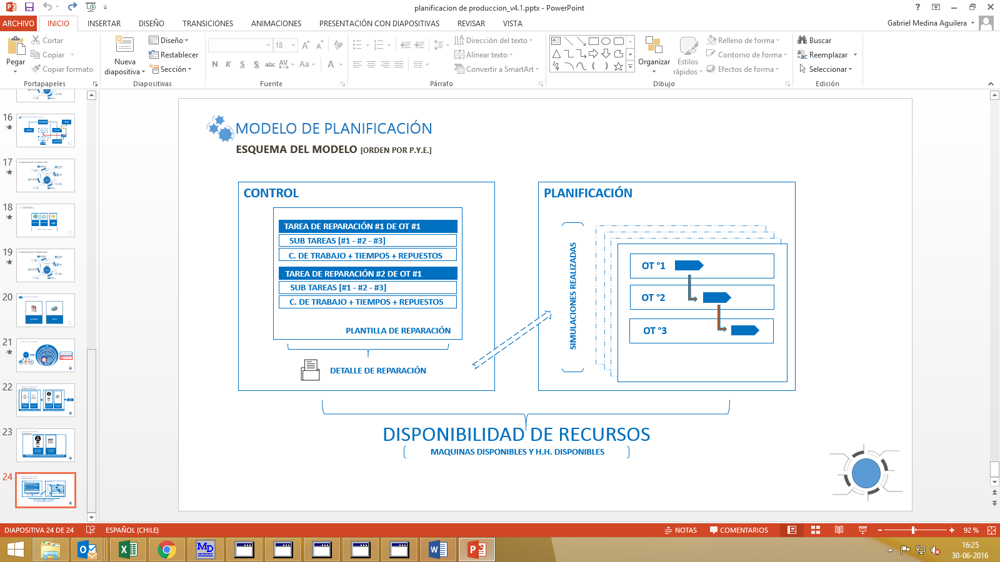 planificacion de produccion_v4.1.pptx - PowerPoint
ARCHIVO INICIO INSERTAR DISEÑO TRANSICIONES ANIMACIONES PRESENTACIÓN CON DIAPOSITIVAS REVISAR VISTA
Gabriel Medina Aguilera
Pegar
Cortar
Copiar
Copiar formato
Portapapeles
Nueva
diapositiva
Diseño
Restablecer
Sección
Diapositivas
18
N K S S abc AV Aa A
Fuente
Dirección del texto
Alinear texto
Convertir a SmartArt
Párrafo
Organizar
Estilos
rápidos
Relleno de forma
Contorno de forma
Efectos de forma
Dibujo
Buscar
Reemplazar
Seleccionar
Edición
16
17
18
19
20
21
22
23
24
MODELO DE PLANIFICACIÓN
ESQUEMA DEL MODELO [ORDEN POR P.Y.E.]
CONTROL
TAREA DE REPARACIÓN #1 DE OT #1
SUB TAREAS [#1 - #2 - #3]
C. DE TRABAJO + TIEMPOS + REPUESTOS
TAREA DE REPARACIÓN #2 DE OT #1
SUB TAREAS [#1 - #2 - #3]
C. DE TRABAJO + TIEMPOS + REPUESTOS
PLANTILLA DE REPARACIÓN
DETALLE DE REPARACIÓN
PLANIFICACIÓN
SIMULACIONES REALIZADAS
OT °1
OT °2
OT °3
DISPONIBILIDAD DE RECURSOS
MAQUINAS DISPONIBLES Y H.H. DISPONIBLES
DIAPOSITIVA 24 DE 24 ESPAÑOL (CHILE) NOTAS COMENTARIOS 92 %
16:25
30-06-2016